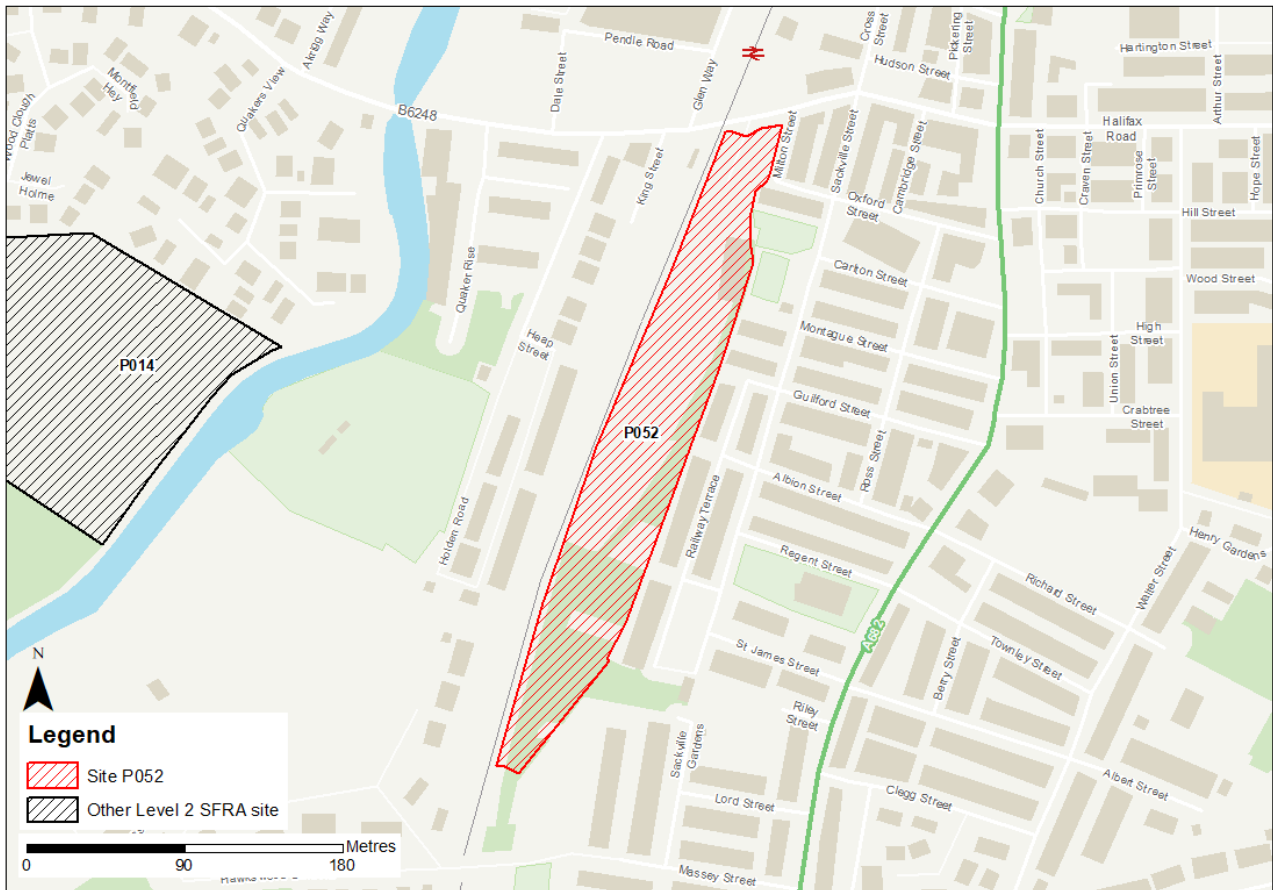 Pendle Road
Cross
Street
Pickering
Street
Hartington Street
Hudson Street
Akrigg Way
Quakers View
Montfield
Hey
Wood Clough
Platts
Dale Street
Glen Way
Arthur Street
B6248
Halifax
Road
Milton Street
Sackville Street
Cambridge Street
Church Street
Craven Street
Primrose
Street
Hope Street
Jewel
Holme
King Street
Oxford
Street
Hill Street
Quaker Rise
Carlton Street
Wood Street
Heap
Street
Montague Street
High
Street
Union Street
P014
Guilford Street
Crabtree
Street
P052
Ross Street
Albion Street
Holden Road
Railway Terrace
Regent Street
Henry Gardens
Richard Street
Walter Street
A682
Townley Street
St James Street
Berry Street
N
Riley
Street
Sackville
Gardens
Legend
Site P052
Other Level 2 SFRA site
Albert Street
Clegg Street
Lord Street
Metres
0
90
180
Massey Street